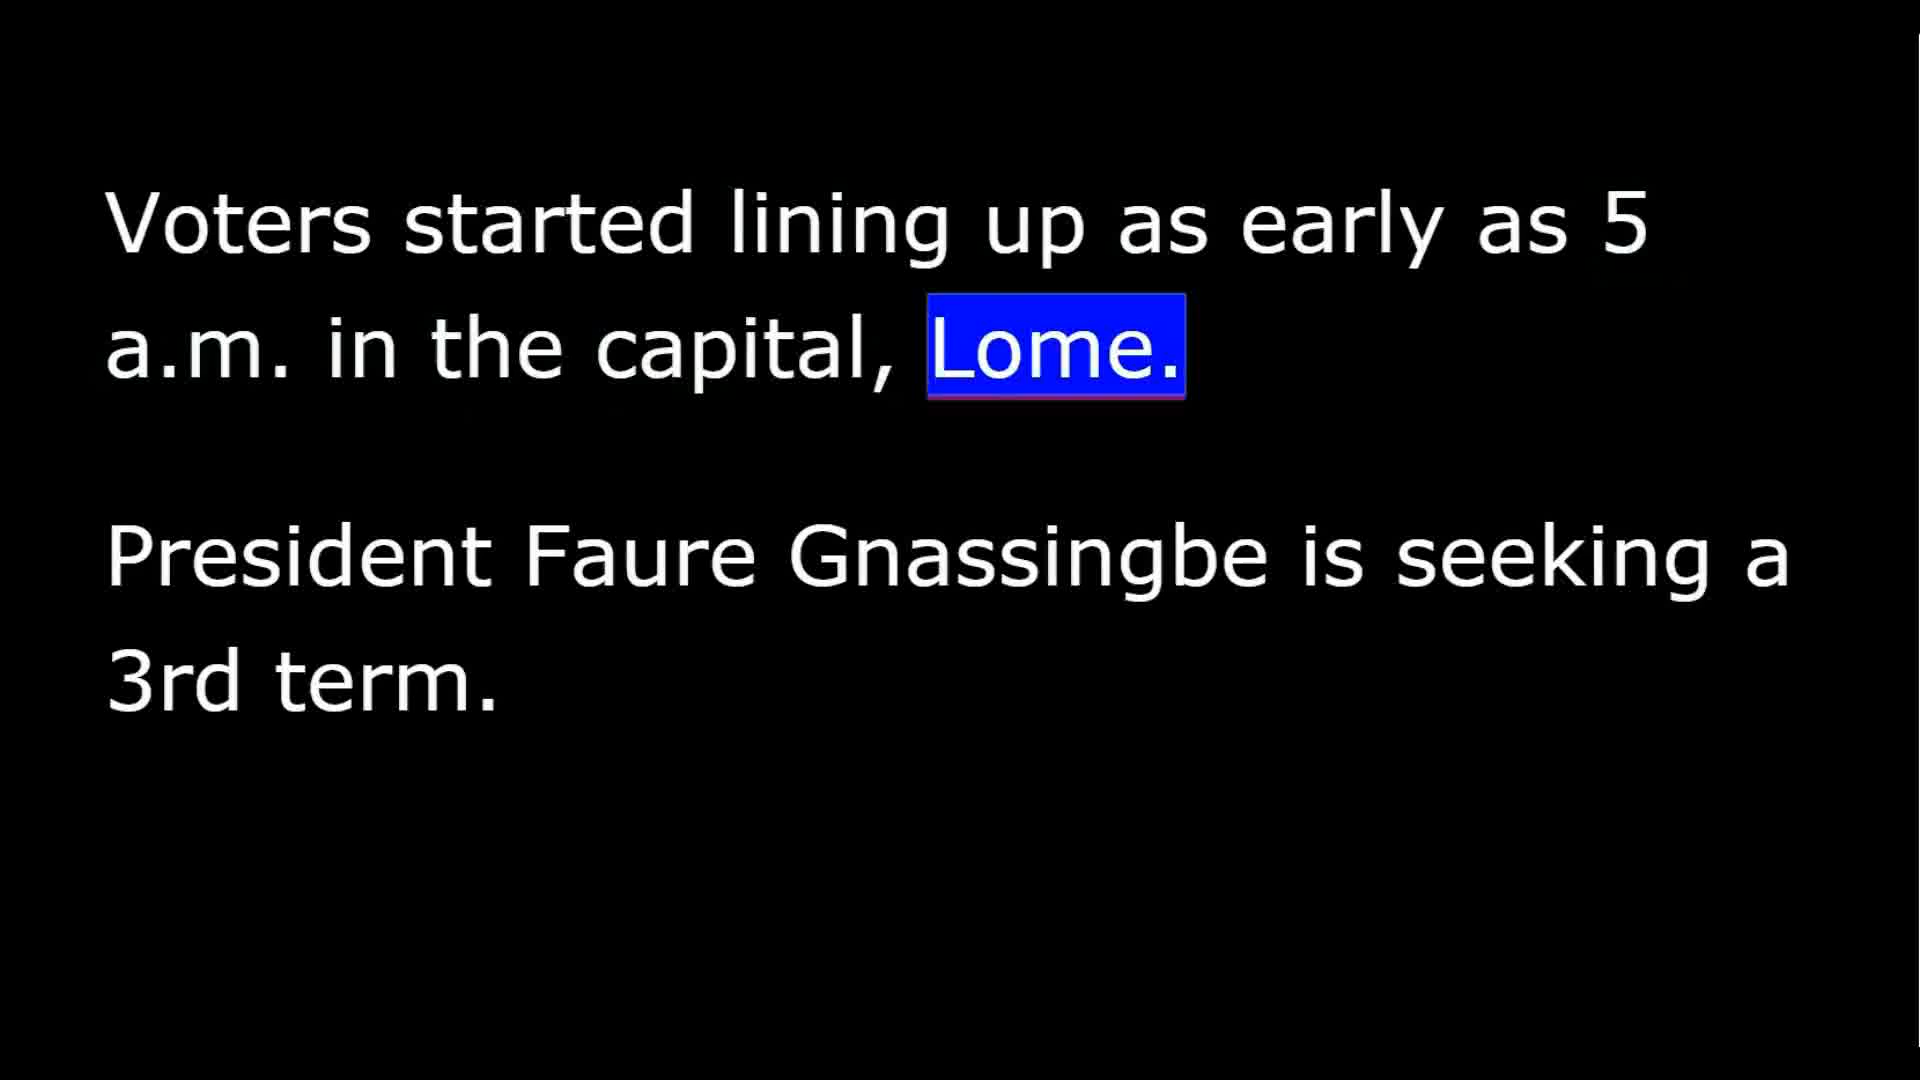 Voters started lining up as early as 5
a.m. in the capital, Lome.
President Faure Gnassingbe is seeking a
3rd term.